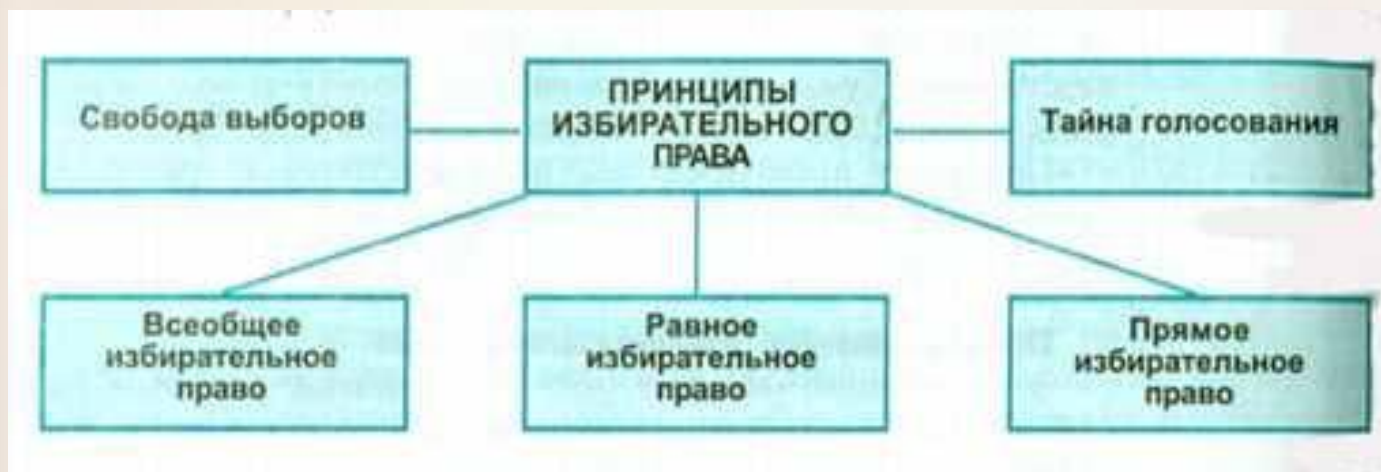 Свобода выборов
ПРИНЦИПЫ
ИЗБИРАТЕЛЬНОГО
ПРАВА
Тайна голосования
Всеобщее
избирательное
право
Равное
избирательное
право
Прямое
избирательное
право